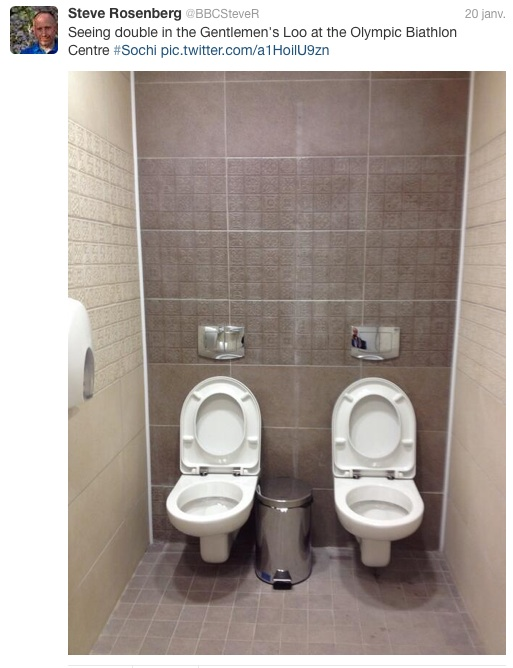 Steve Rosenberg @BBCSteveR 20 janv.
Seeing double in the Gentlemen's Loo at the Olympic Biathlon
Centre #Sochi pic.twitter.com/a1HoilU9zn